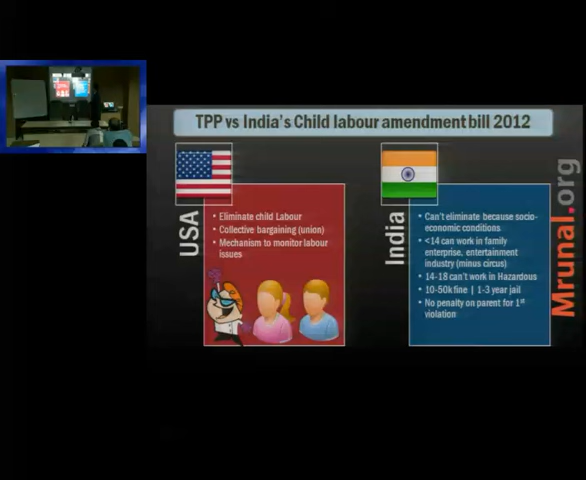 TPP vs India's Child labour amendment bill 2012
USA
• Eliminate child Labour
• Collective bargaining (union)
• Mechanism to monitor labour
issues
India
• Can't eliminate because socio-
economic conditions
• <14 can work in family
enterprise, entertainment
industry (minus circus)
• 14-18 can't work in Hazardous
• 10-50k fine | 1-3 year jail
• No penalty on parent for 1st
violation
Mrunal.org